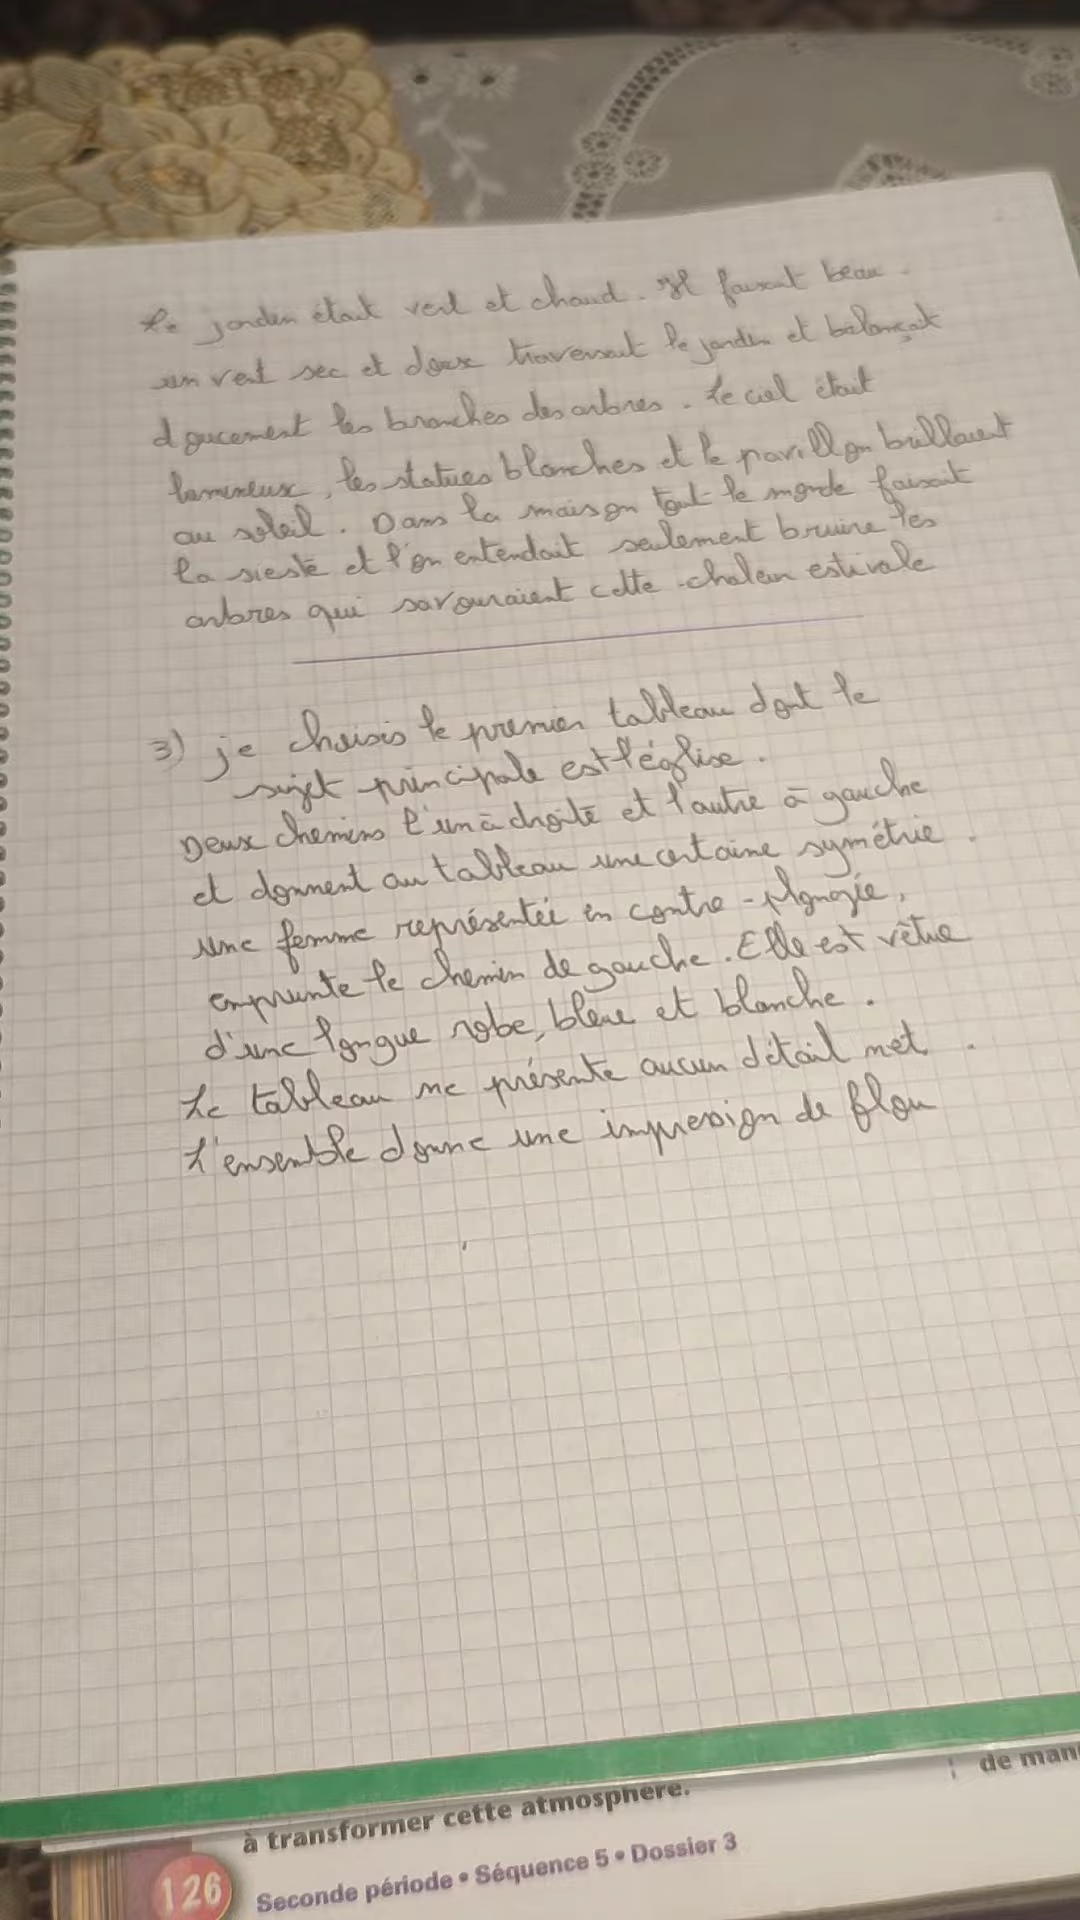 Le jardin était vert et chaud. Il faisait beau.
un vent sec et doux traversait le jardin et balançait
doucement les branches des arbres. Le ciel était
lumineux, les statues blanches et le pavillon brillaient
au soleil. Dans la maison tout le monde faisait
la sieste et l'on entendait seulement bruire les
arbres qui savouraient cette chaleur estivale
3) je choisis le premier tableau dont le
sujet principale est l'église.
Deux chemins l'un à droite et l'autre à gauche
et donnent au tableau une certaine symétrie.
une femme représentée en contre-plongée,
emprunte le chemin de gauche. Elle est vêtue
d'une longue robe, bleue et blanche.
Le tableau ne présente aucun détail net.
L'ensemble donne une impression de flou
de man
à transformer cette atmosphère.
126
Seconde période • Séquence 5 • Dossier 3